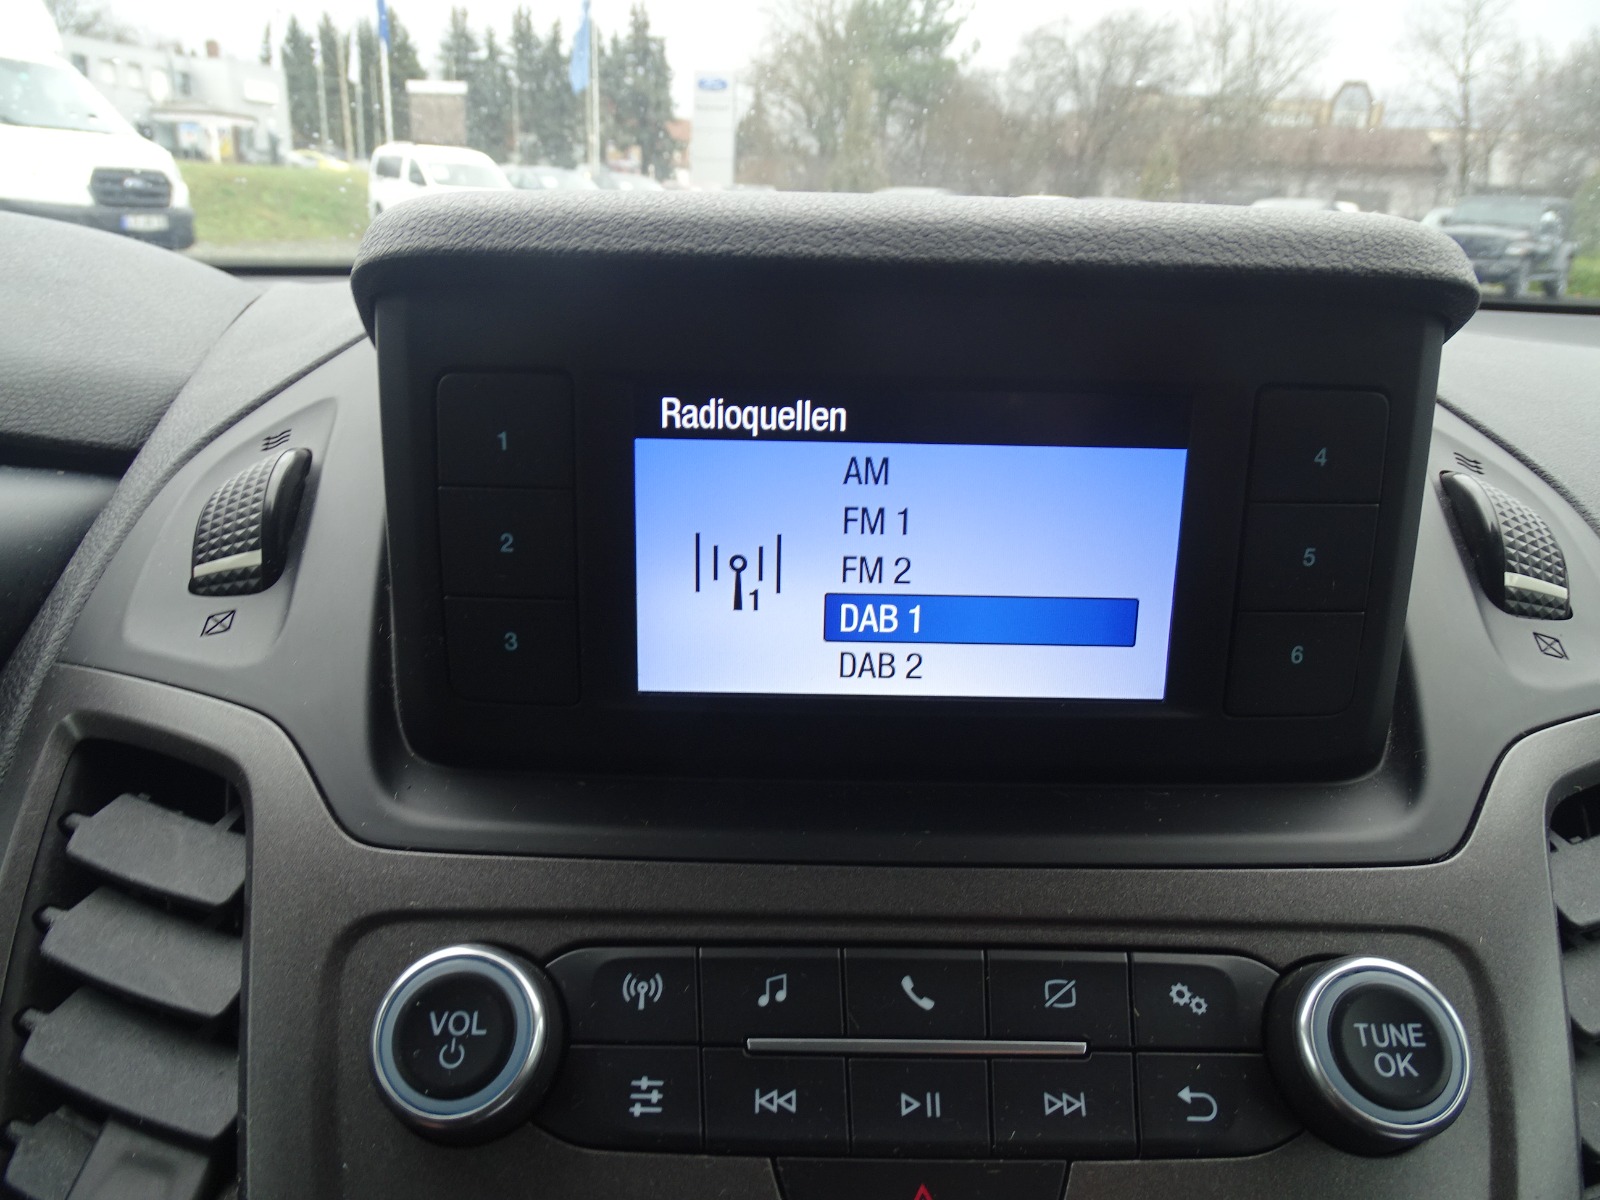 Ford
Radioquellen
AM
FM 1
FM 2
DAB 1
DAB 2
1
1
2
3
4
5
6
VOL
TUNE
OK